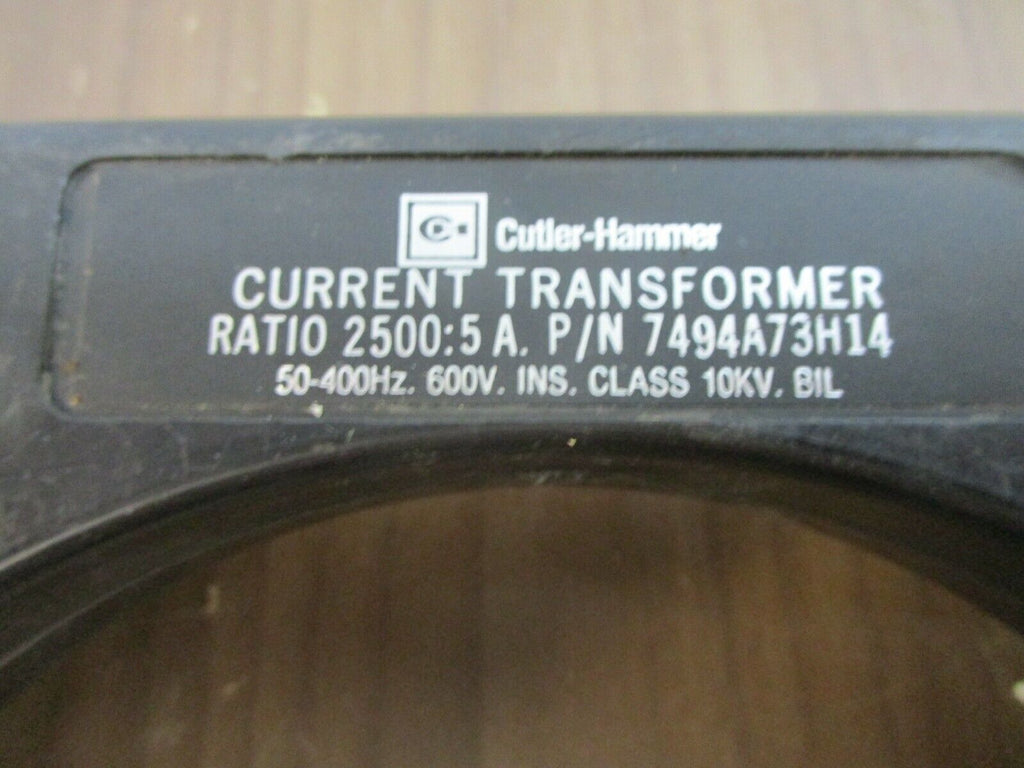 Cutler-Hammer
CURRENT TRANSFORMER
RATIO 2500:5 A. P/N 7494A73H14
50-400Hz. 600V. INS. CLASS 10KV. BIL